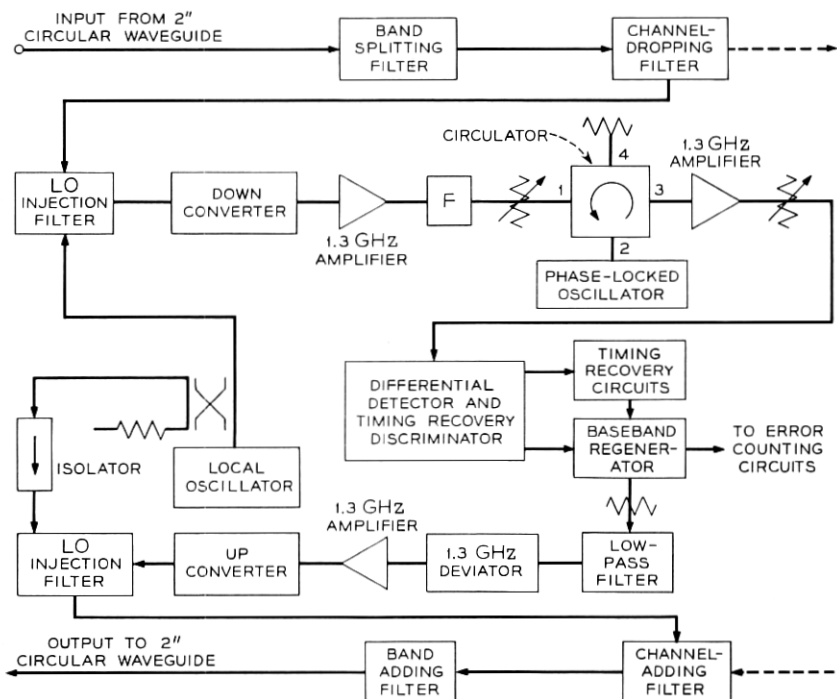 INPUT FROM 2"
CIRCULAR WAVEGUIDE
BAND
SPLITTING
FILTER
CHANNEL-
DROPPING
FILTER
CIRCULATOR
4
1.3 GHz
AMPLIFIER
LO
INJECTION
FILTER
DOWN
CONVERTER
1.3 GHz
AMPLIFIER
F
1
3
2
PHASE-LOCKED
OSCILLATOR
DIFFERENTIAL
DETECTOR AND
TIMING RECOVERY
DISCRIMINATOR
TIMING
RECOVERY
CIRCUITS
BASEBAND
REGENER-
ATOR
TO ERROR
COUNTING
CIRCUITS
ISOLATOR
LOCAL
OSCILLATOR
1.3 GHz
AMPLIFIER
LO
INJECTION
FILTER
UP
CONVERTER
1.3 GHz
DEVIATOR
LOW-
PASS
FILTER
OUTPUT TO 2"
CIRCULAR WAVEGUIDE
BAND
ADDING
FILTER
CHANNEL-
ADDING
FILTER